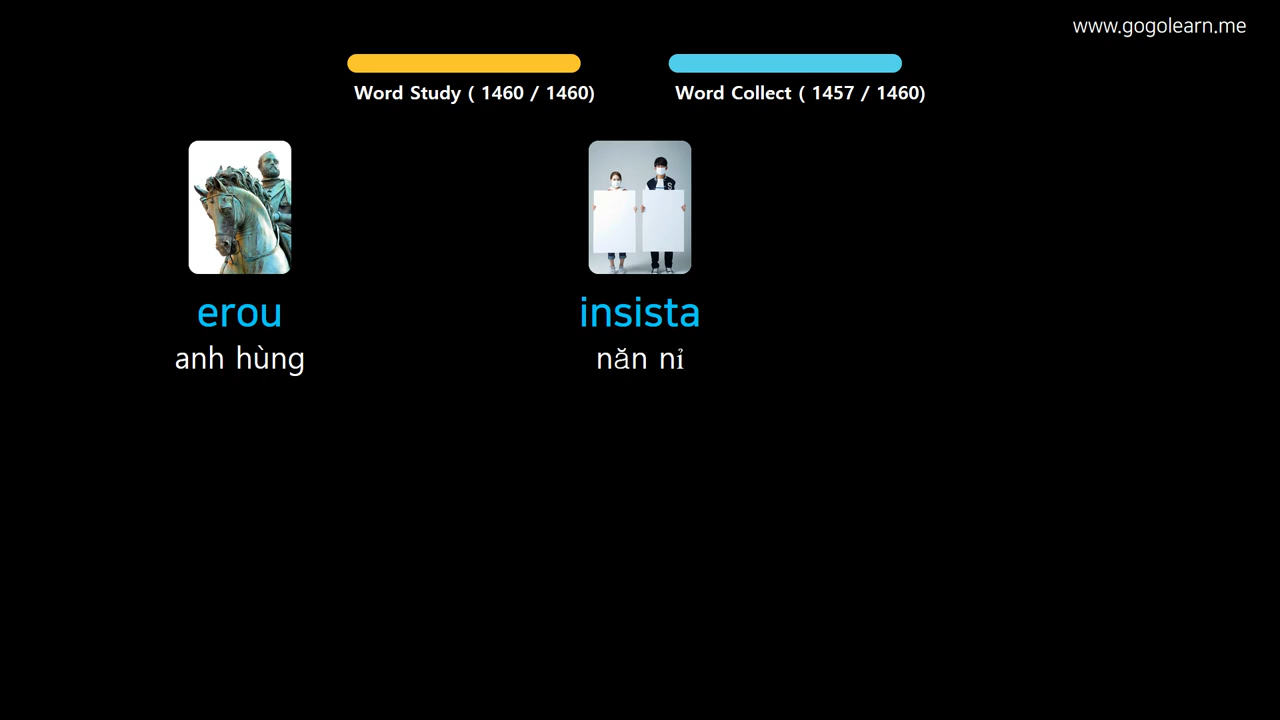 www.gogolearn.me
Word Study ( 1460 / 1460)
Word Collect ( 1457 / 1460)
erou
insista
anh hùng
năn nỉ